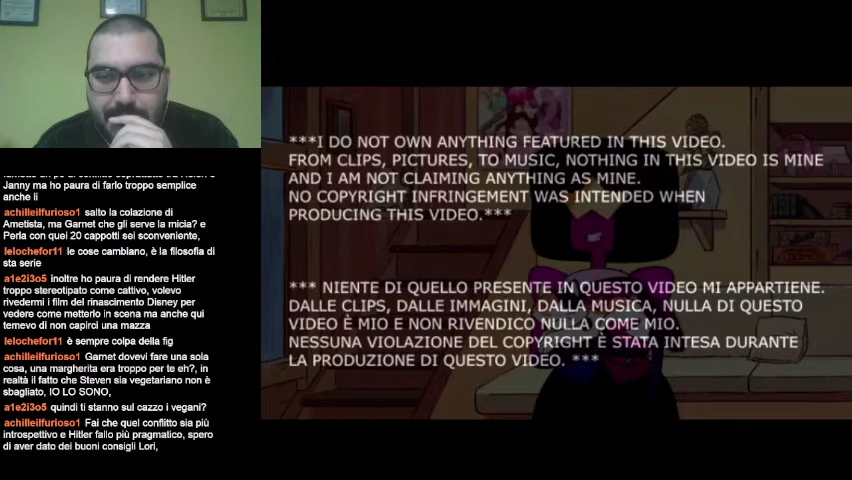 Janny ma ho paura di farlo troppo semplice
anche li
achilleilfurioso1 salto la colazione di
Ametista, ma Garnet che gli serve la micia? e
Perla con quei 20 cappotti sei sconveniente,
lelochefor11 le cose cambiano, è la filosofia di
sta serie
a1e2i3o5 inoltre ho paura di rendere Hitler
troppo stereotipato come cattivo, volevo
rivedermi i film del rinascimento Disney per
vedere come metterlo in scena ma anche qui
temevo di non capirci una mazza
lelochefor11 è sempre colpa della fig
achilleilfurioso1 Garnet dovevi fare una sola
cosa, una margherita era troppo per te eh?, in
realtà il fatto che Steven sia vegetariano non è
sbagliato, IO LO SONO,
a1e2i3o5 quindi ti stanno sul cazzo i vegani?
achilleilfurioso1 Fai che quel conflitto sia più
introspettivo e Hitler fallo più pragmatico, spero
di aver dato dei buoni consigli Lori,
***I DO NOT OWN ANYTHING FEATURED IN THIS VIDEO.
FROM CLIPS, PICTURES, TO MUSIC, NOTHING IN THIS VIDEO IS MINE
AND I AM NOT CLAIMING ANYTHING AS MINE.
NO COPYRIGHT INFRINGEMENT WAS INTENDED WHEN
PRODUCING THIS VIDEO.***
*** NIENTE DI QUELLO PRESENTE IN QUESTO VIDEO MI APPARTIENE.
DALLE CLIPS, DALLE IMMAGINI, DALLA MUSICA, NULLA DI QUESTO
VIDEO È MIO E NON RIVENDICO NULLA COME MIO.
NESSUNA VIOLAZIONE DEL COPYRIGHT È STATA INTESA DURANTE
LA PRODUZIONE DI QUESTO VIDEO. ***